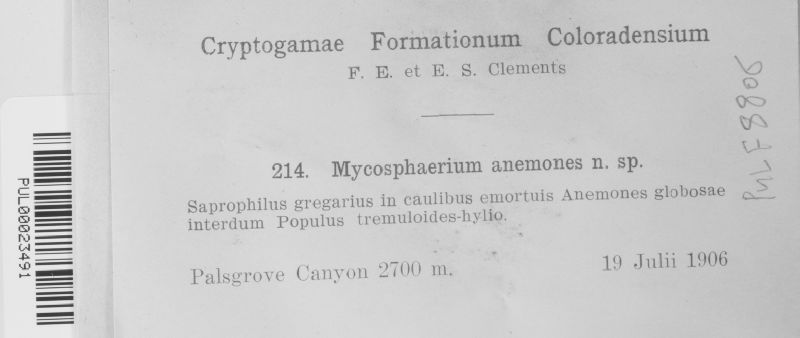 Cryptogamae Formationum Coloradensium
F. E. et E. S. Clements
214. Mycosphaerium anemones n. sp.
Saprophilus gregarius in caulibus emortuis Anemones globosae
interdum Populus tremuloides-hylio.
Palsgrove Canyon 2700 m.
19 Julii 1906
PUL00023491
PUL F8806